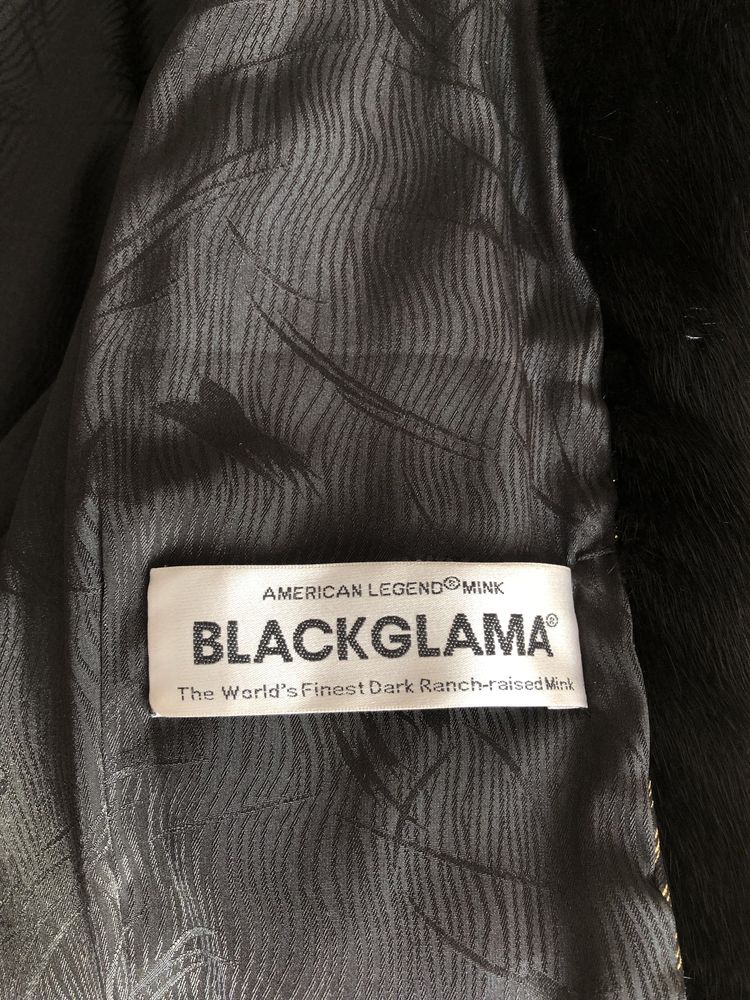 AMERICAN LEGEND® MINK
BLACKGLAMA®
The World's Finest Dark Ranch-raised Mink